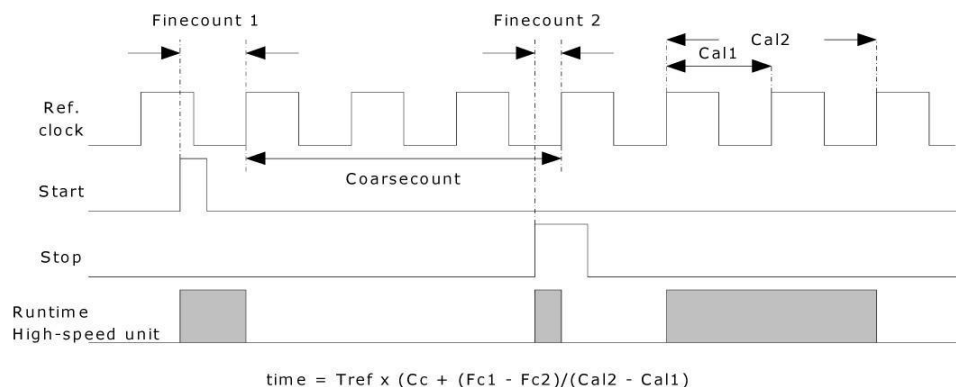 Finecount 1
Finecount 2
Cal2
Cal1
Ref.
clock
Coarsecount
Start
Stop
Runtime
High-speed unit
time = Tref x (Cc + (Fc1 - Fc2)/(Cal2 - Cal1)